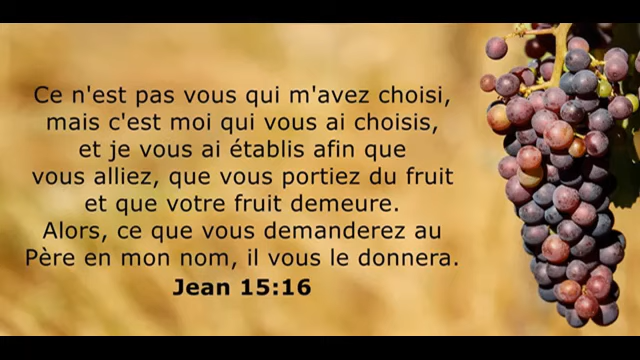 Ce n'est pas vous qui m'avez choisi,
mais c'est moi qui vous ai choisis,
et je vous ai établis afin que
vous alliez, que vous portiez du fruit
et que votre fruit demeure.
Alors, ce que vous demanderez au
Père en mon nom, il vous le donnera.
Jean 15:16